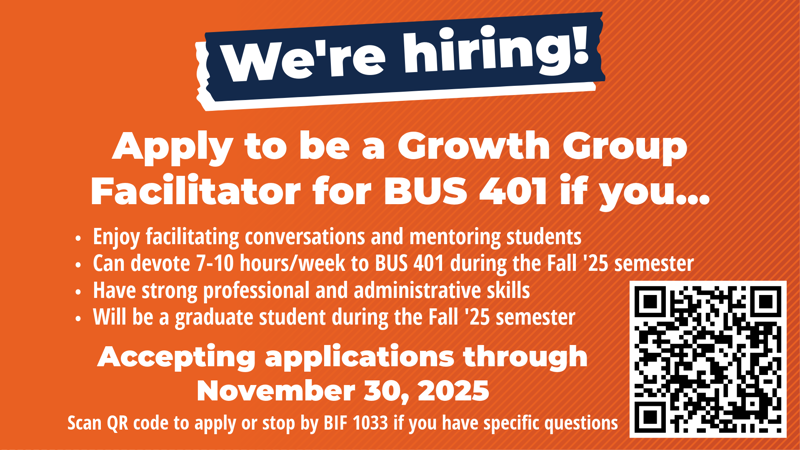 We're hiring!
Apply to be a Growth Group
Facilitator for BUS 401 if you...
• Enjoy facilitating conversations and mentoring students
• Can devote 7-10 hours/week to BUS 401 during the Fall '25 semester
• Have strong professional and administrative skills
• Will be a graduate student during the Fall '25 semester
Accepting applications through
November 30, 2025
Scan QR code to apply or stop by BIF 1033 if you have specific questions